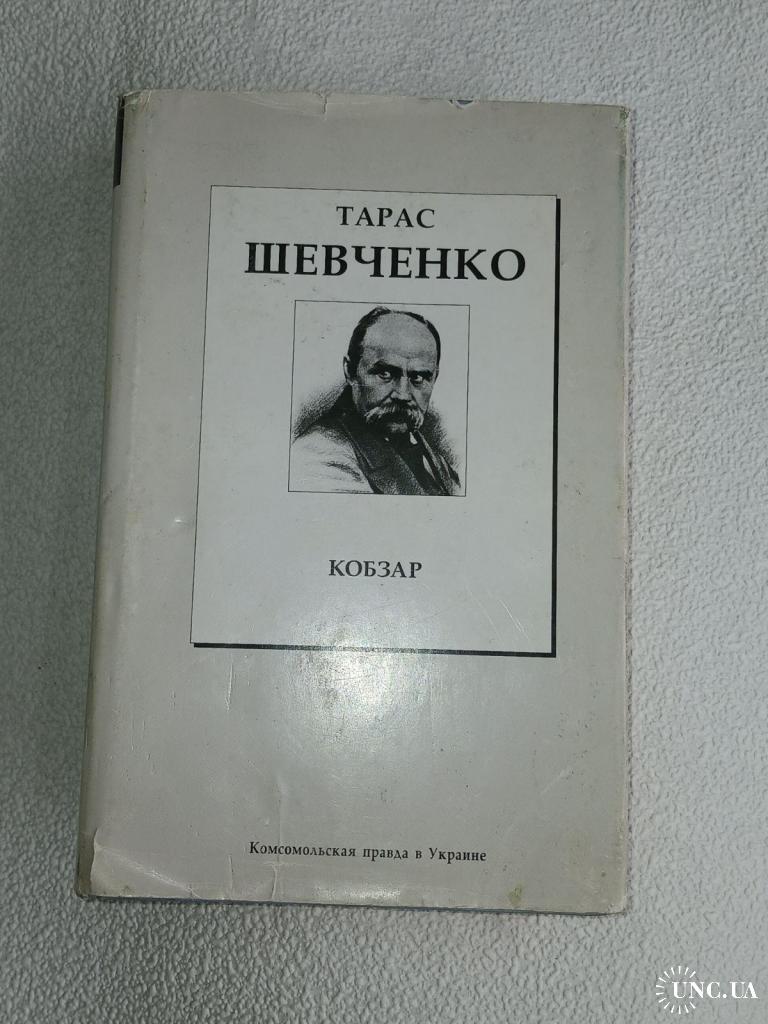 ТАРАС
ШЕВЧЕНКО
КОБЗАР
Комсомольская правда в Украине
UNC.UA